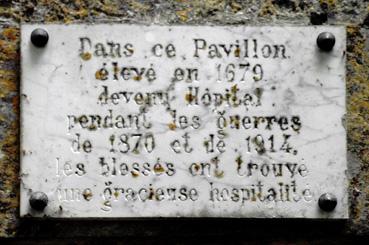 Dans ce Pavillon
élevé en 1679
devenu Hôpital
pendant les guerres
de 1870 et de 1914.
les blessés ont trouvé
une gracieuse hospitalité